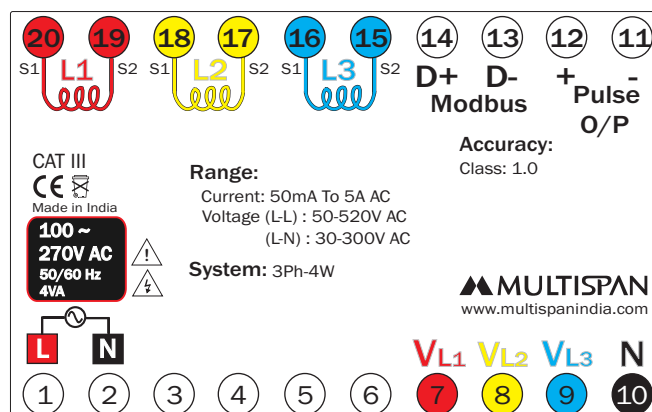 20 19 18 17 16 15 14 13 12 11
S1 L1 S2 S1 L2 S2 S1 L3 S2 D+ D- + -
Modbus Pulse O/P
Accuracy:
Class: 1.0
CAT III
CE
Made in India
100 ~
270V AC
50/60 Hz
4VA
Range:
Current: 50mA To 5A AC
Voltage (L-L) : 50-520V AC
(L-N) : 30-300V AC
System: 3Ph-4W
MULTISPAN
www.multispanindia.com
L N
VL1 VL2 VL3 N
1 2 3 4 5 6 7 8 9 10